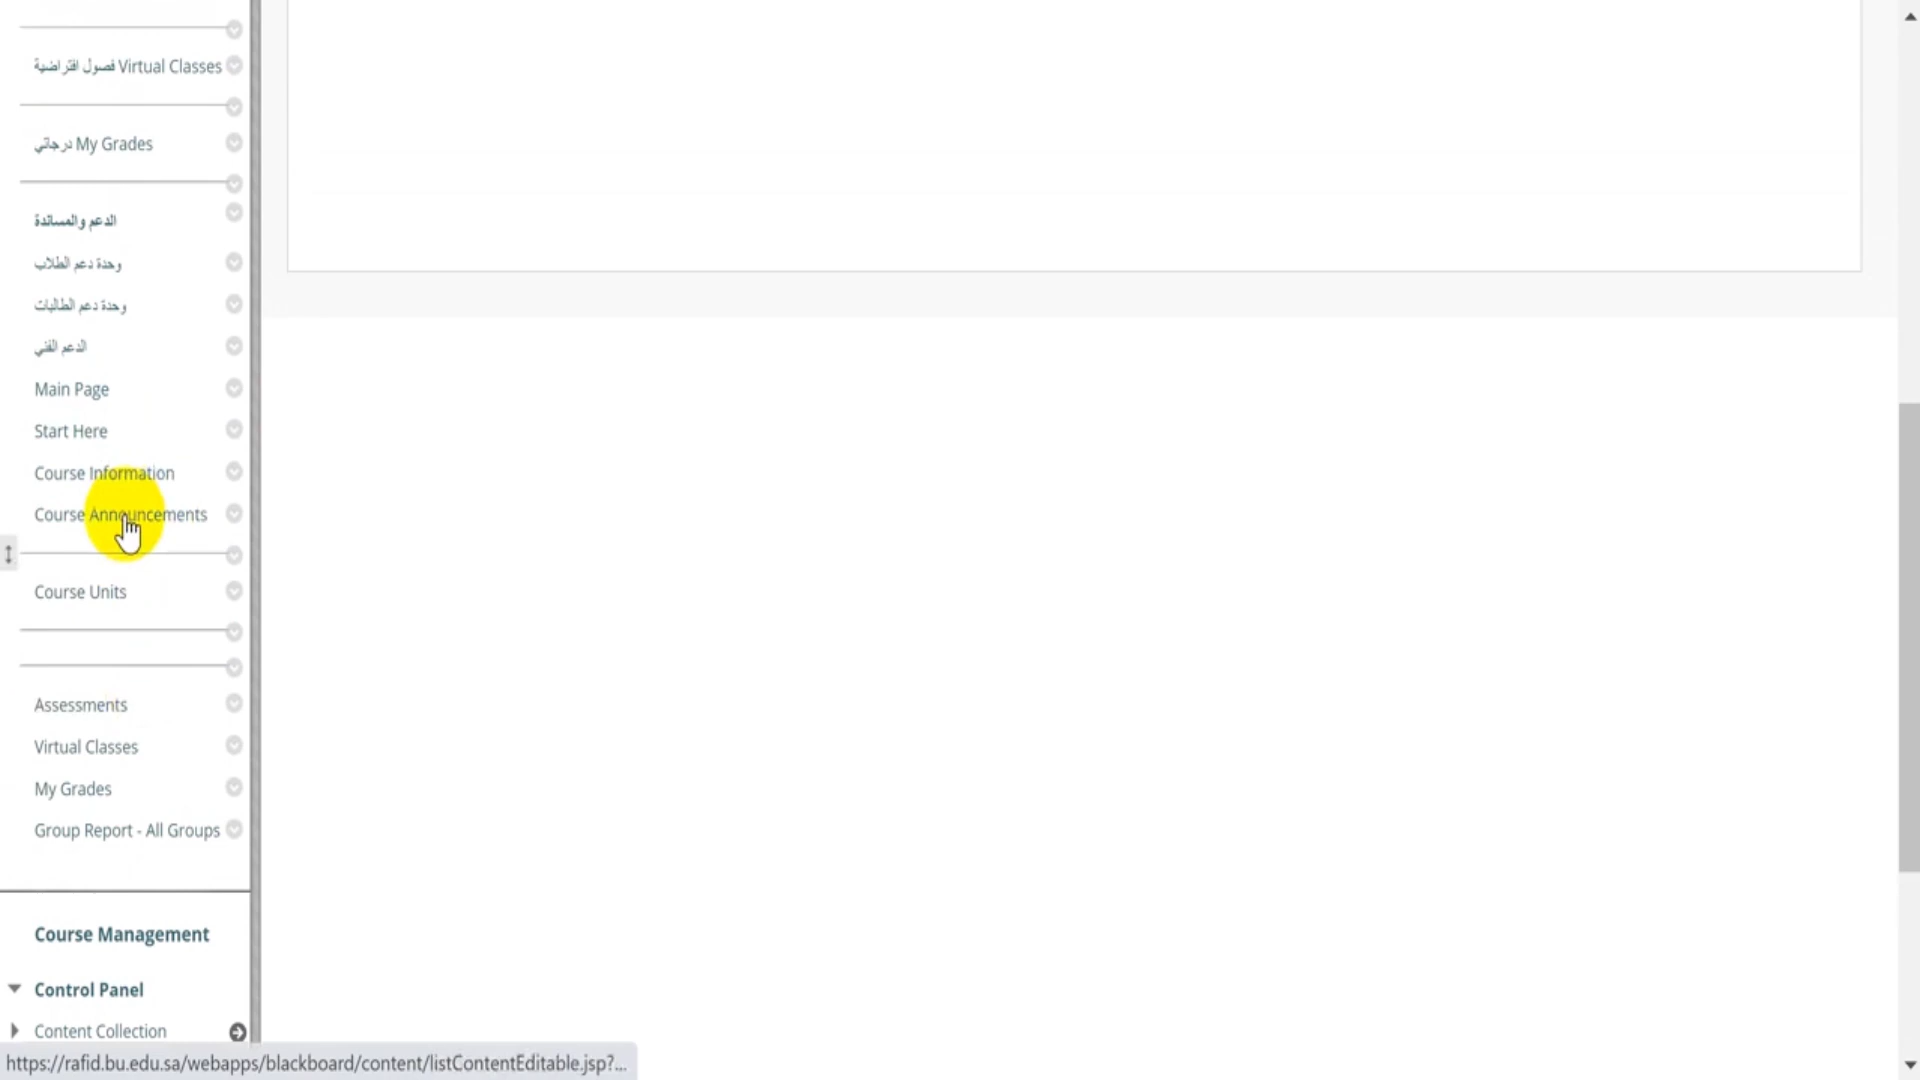 فصول افتراضية Virtual Classes
درجاتي My Grades
الدعم والمساندة
وحدة دعم الطلاب
وحدة دعم الطالبات
الدعم الفني
Main Page
Start Here
Course Information
Course Announcements
Course Units
Assessments
Virtual Classes
My Grades
Group Report - All Groups
Course Management
Control Panel
Content Collection
https://rafid.bu.edu.sa/webapps/blackboard/content/listContentEditable.jsp?...